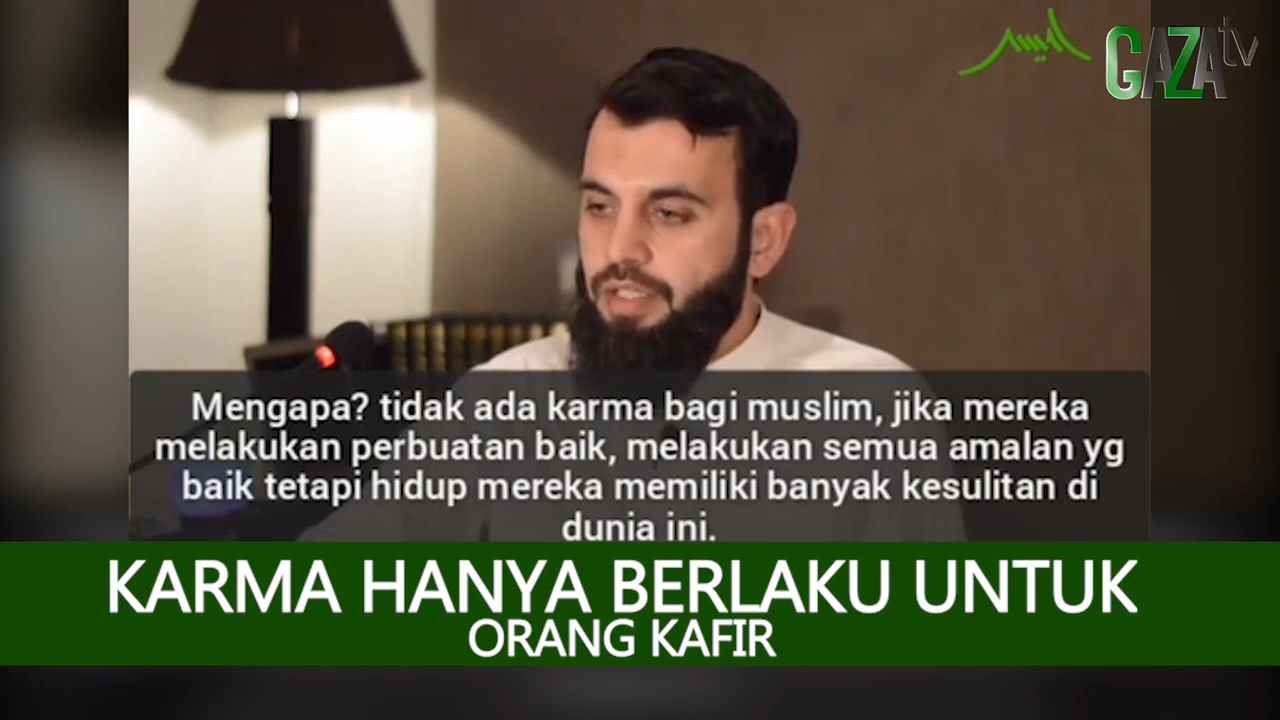 الميسر
GAZA tv
Mengapa? tidak ada karma bagi muslim, jika mereka
melakukan perbuatan baik, melakukan semua amalan yg
baik tetapi hidup mereka memiliki banyak kesulitan di
dunia ini.
KARMA HANYA BERLAKU UNTUK
ORANG KAFIR